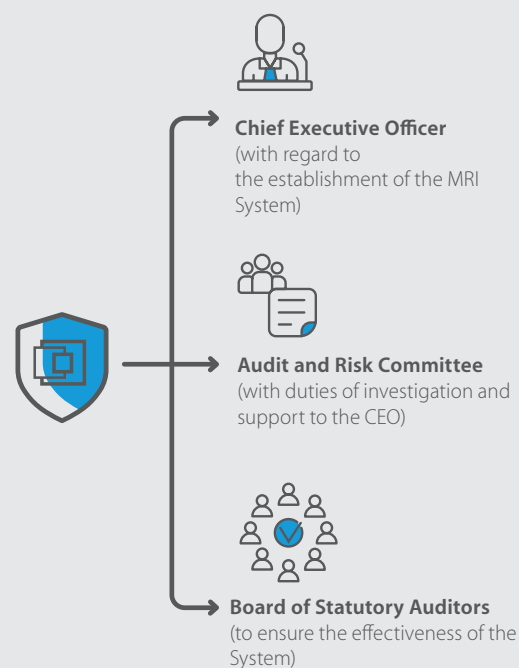 Chief Executive Officer
(with regard to
the establishment of the MRI
System)
Audit and Risk Committee
(with duties of investigation and
support to the CEO)
Board of Statutory Auditors
(to ensure the effectiveness of the
System)